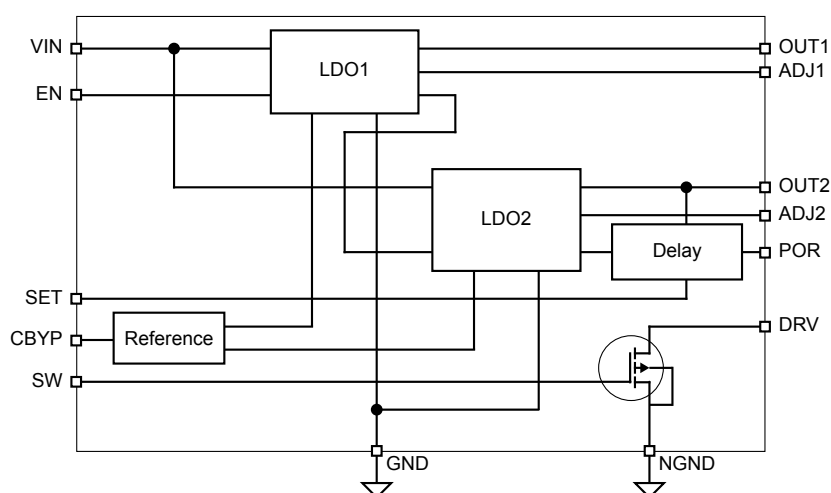 VIN
LDO1
OUT1
ADJ1
EN
LDO2
OUT2
ADJ2
Delay
POR
SET
CBYP
Reference
DRV
SW
GND
NGND